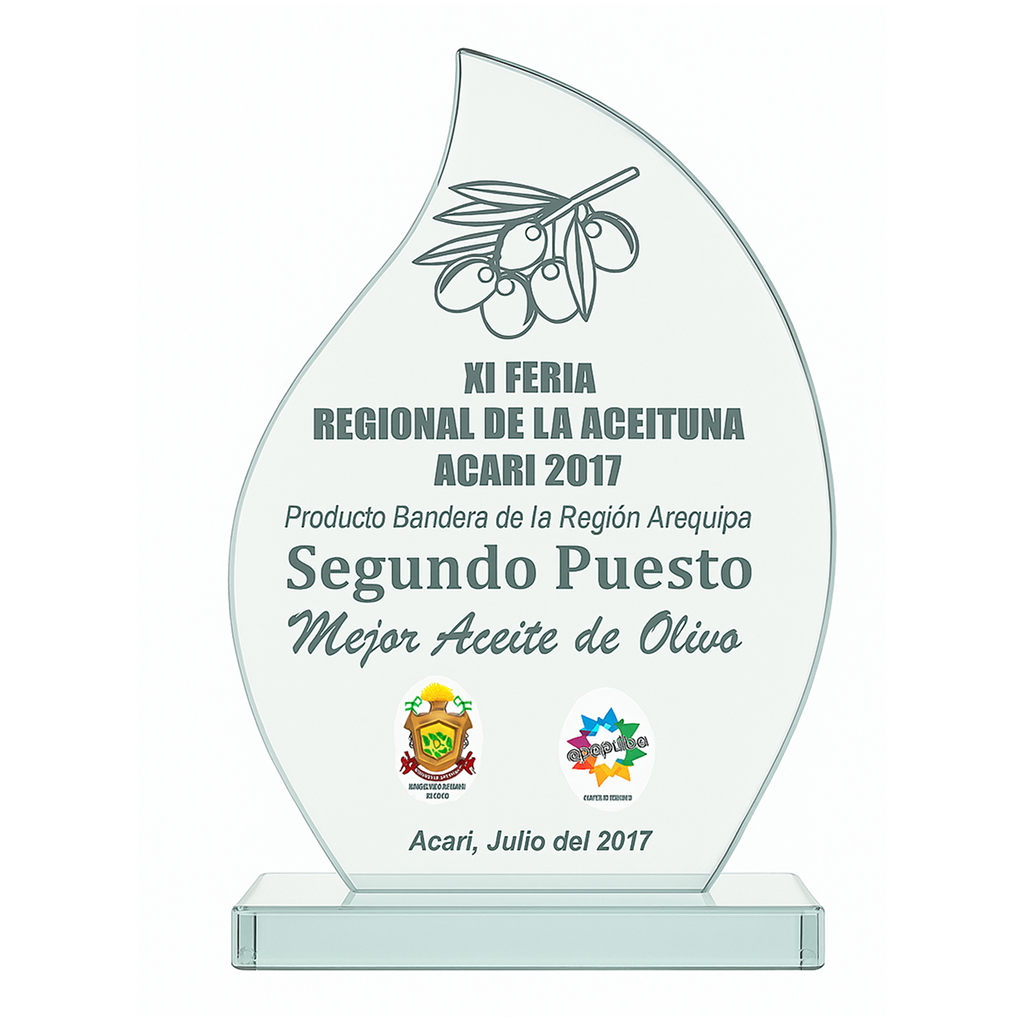 XI FERIA
REGIONAL DE LA ACEITUNA
ACARI 2017
Producto Bandera de la Región Arequipa
Segundo Puesto
Mejor Aceite de Olivo
@popuлba
Acari, Julio del 2017